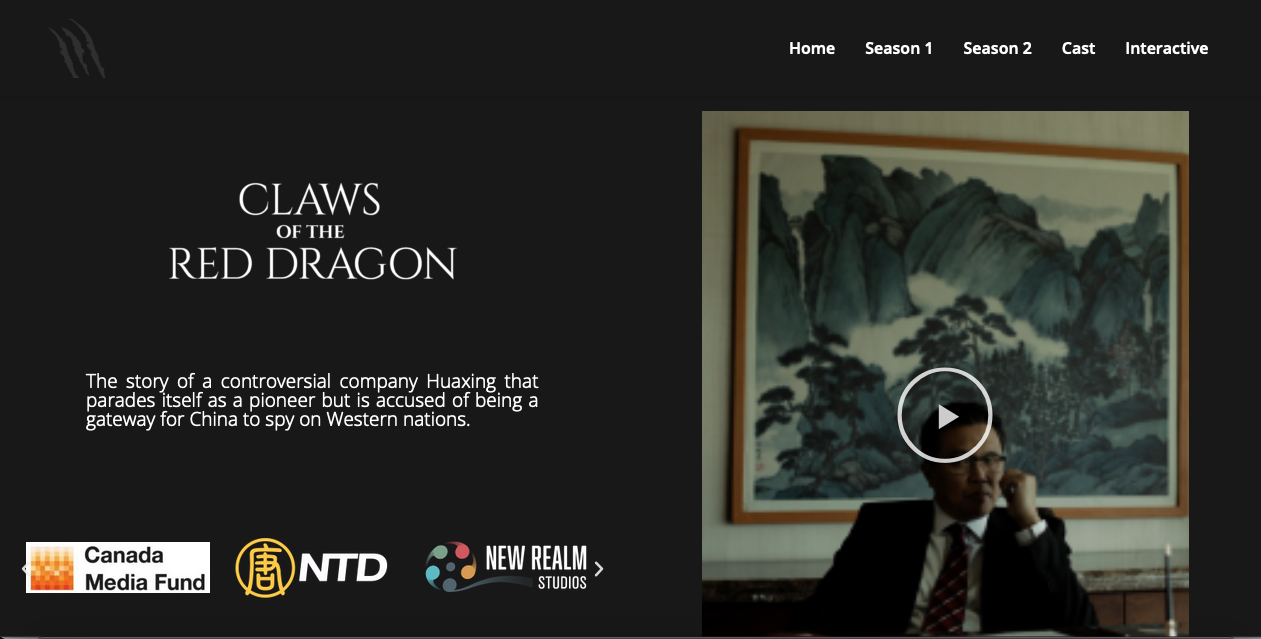 Home Season 1 Season 2 Cast Interactive
CLAWS
OF THE
RED DRAGON
The story of a controversial company Huaxing that
parades itself as a pioneer but is accused of being a
gateway for China to spy on Western nations.
Canada
Media Fund
唐 NTD
NEW REALM
STUDIOS